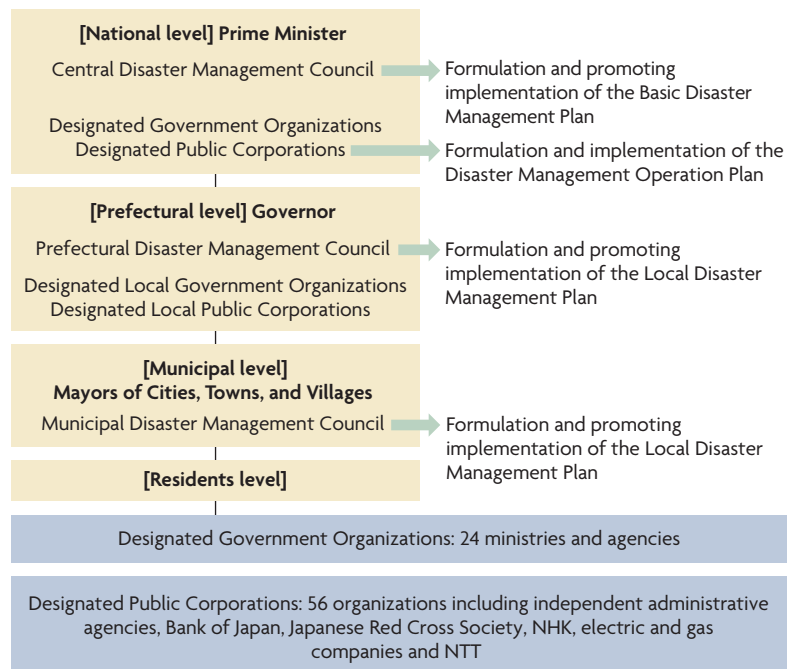 [National level] Prime Minister
Central Disaster Management Council
Formulation and promoting
implementation of the Basic Disaster
Management Plan
Designated Government Organizations
Designated Public Corporations
Formulation and implementation of the
Disaster Management Operation Plan
[Prefectural level] Governor
Prefectural Disaster Management Council
Formulation and promoting
implementation of the Local Disaster
Management Plan
Designated Local Government Organizations
Designated Local Public Corporations
[Municipal level]
Mayors of Cities, Towns, and Villages
Municipal Disaster Management Council
Formulation and promoting
implementation of the Local Disaster
Management Plan
[Residents level]
Designated Government Organizations: 24 ministries and agencies
Designated Public Corporations: 56 organizations including independent administrative
agencies, Bank of Japan, Japanese Red Cross Society, NHK, electric and gas
companies and NTT